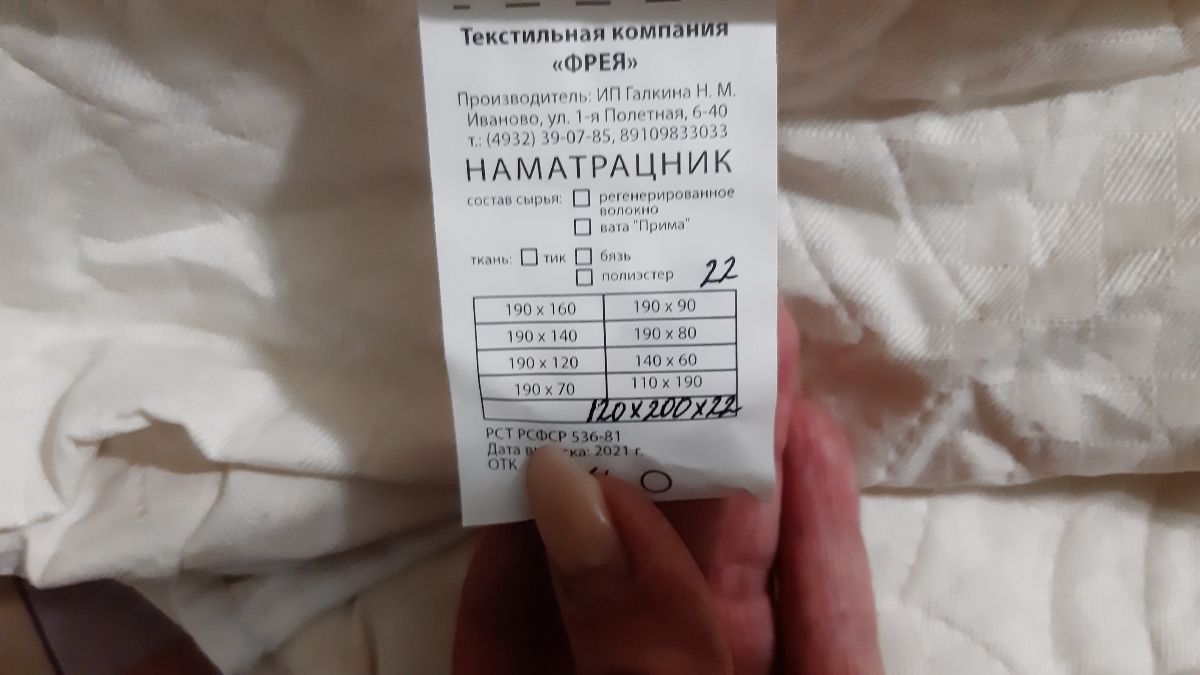 Текстильная компания
«ФРЕЯ»
Производитель: ИП Галкина Н. М.
Иваново, ул. 1-я Полетная, 6-40
т.: (4932) 39-07-85, 89109833033
НАМАТРАЦНИК
состав сырья: регенерированное
волокно
вата "Прима"
ткань: тик бязь
полиэстер 22
190 х 160 190 х 90
190 х 140 190 х 80
190 х 120 140 х 60
190 х 70 110 х 190
120х200х22
РСТ РСФСР 536-81
Дата 2021 г.
ОТК